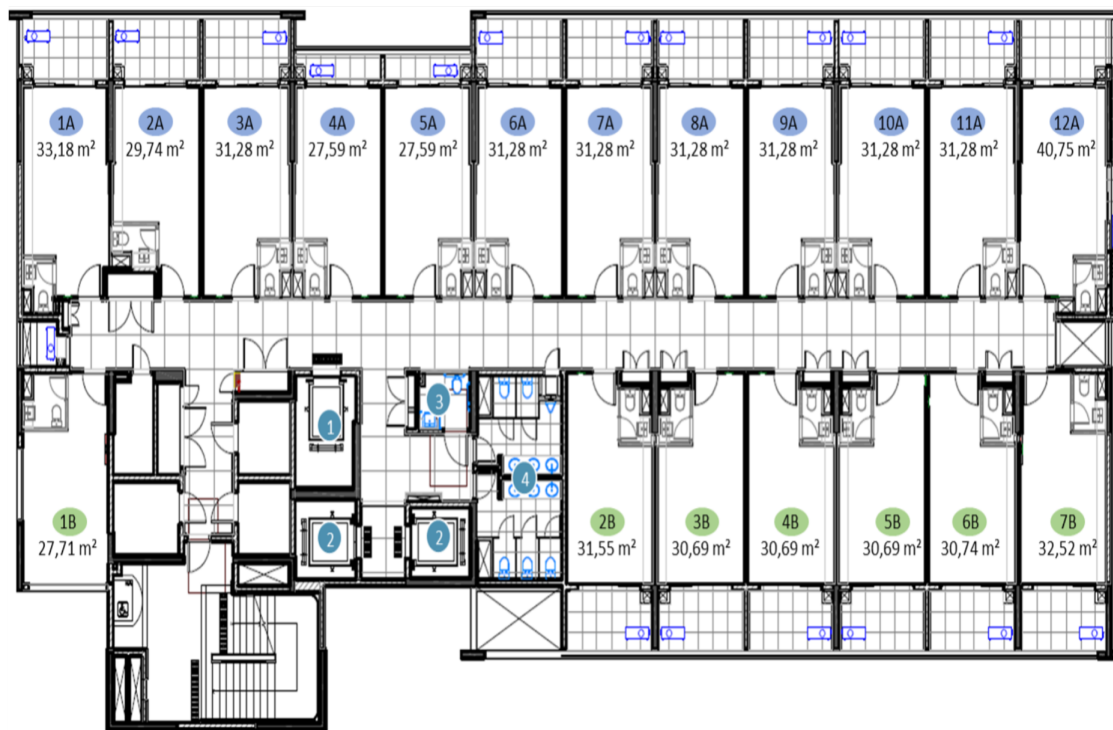 1A
33,18 m²
2A
29,74 m²
3A
31,28 m²
4A
27,59 m²
5A
27,59 m²
6A
31,28 m²
7A
31,28 m²
8A
31,28 m²
9A
31,28 m²
10A
31,28 m²
11A
31,28 m²
12A
40,75 m²
1
3
4
2
2
1B
27,71 m²
2B
31,55 m²
3B
30,69 m²
4B
30,69 m²
5B
30,69 m²
6B
30,74 m²
7B
32,52 m²